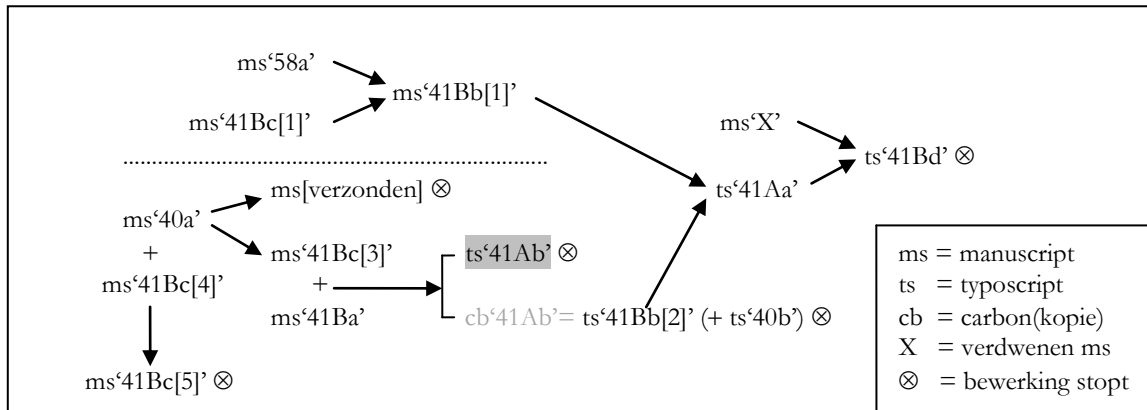 ms‘58a’
ms‘41Bb[1]’
ms‘41Bc[1]’
ms‘X’
ts‘41Bd’ ⊗
ts‘41Aa’
ms[verzonden] ⊗
ms‘40a’
+
ms‘41Bc[4]’
ms‘41Bc[3]’
+
ms‘41Ba’
ts‘41Ab’ ⊗
cb‘41Ab’= ts‘41Bb[2]’ (+ ts‘40b’) ⊗
ms‘41Bc[5]’ ⊗
ms = manuscript
ts = typoscript
cb = carbon(kopie)
X = verdwenen ms
⊗ = bewerking stopt